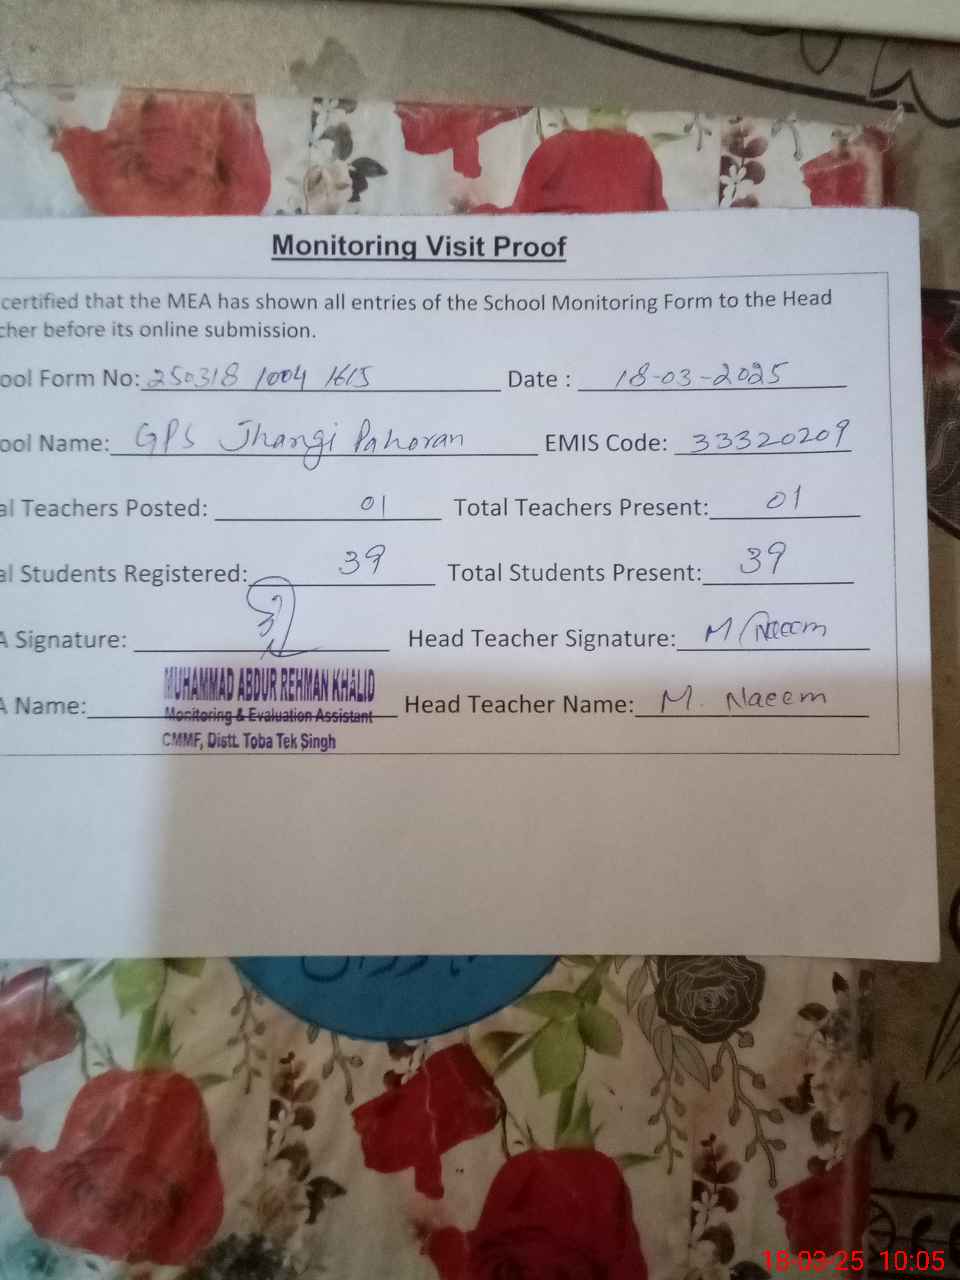 Monitoring Visit Proof
certified that the MEA has shown all entries of the School Monitoring Form to the Head
cher before its online submission.
ool Form No: 250318 1004 1615 Date : 18-03-2025
ool Name: GPS Jhangi Pahoran EMIS Code: 33320209
al Teachers Posted: 01 Total Teachers Present: 01
al Students Registered: 39 Total Students Present: 39
A Signature: Head Teacher Signature: M Naeem
MUHAMMAD ABDUR REHMAN KHALID
A Name: Monitoring & Evaluation Assistant Head Teacher Name: M. Naeem
CMMF, Distt. Toba Tek Singh
18-03-25 10:05